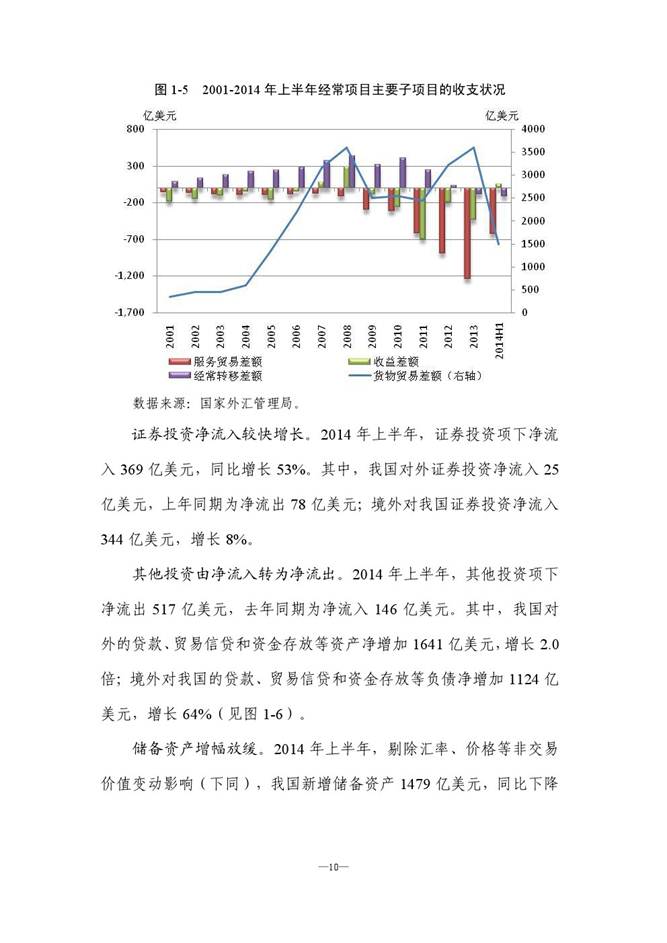 图 1-5 2001-2014 年上半年经常项目主要子项目的收支状况
亿美元 亿美元
800 4000
300 3500
-200 3000
-700 2500
-1,200 2000
-1,700 1500
1000
500
0
2001 2002 2003 2004 2005 2006 2007 2008 2009 2010 2011 2012 2013 2014H1
服务贸易差额 收益差额
经常转移差额 货物贸易差额（右轴）
数据来源：国家外汇管理局。
证券投资净流入较快增长。2014 年上半年，证券投资项下净流
入 369 亿美元，同比增长 53%。其中，我国对外证券投资净流入 25
亿美元，上年同期为净流出 78 亿美元；境外对我国证券投资净流入
344 亿美元，增长 8%。
其他投资由净流入转为净流出。2014 年上半年，其他投资项下
净流出 517 亿美元，去年同期为净流入 146 亿美元。其中，我国对
外的贷款、贸易信贷和资金存放等资产净增加 1641 亿美元，增长 2.0
倍；境外对我国的贷款、贸易信贷和资金存放等负债净增加 1124 亿
美元，增长 64%（见图 1-6）。
储备资产增幅放缓。2014 年上半年，剔除汇率、价格等非交易
价值变动影响（下同），我国新增储备资产 1479 亿美元，同比下降
—10—